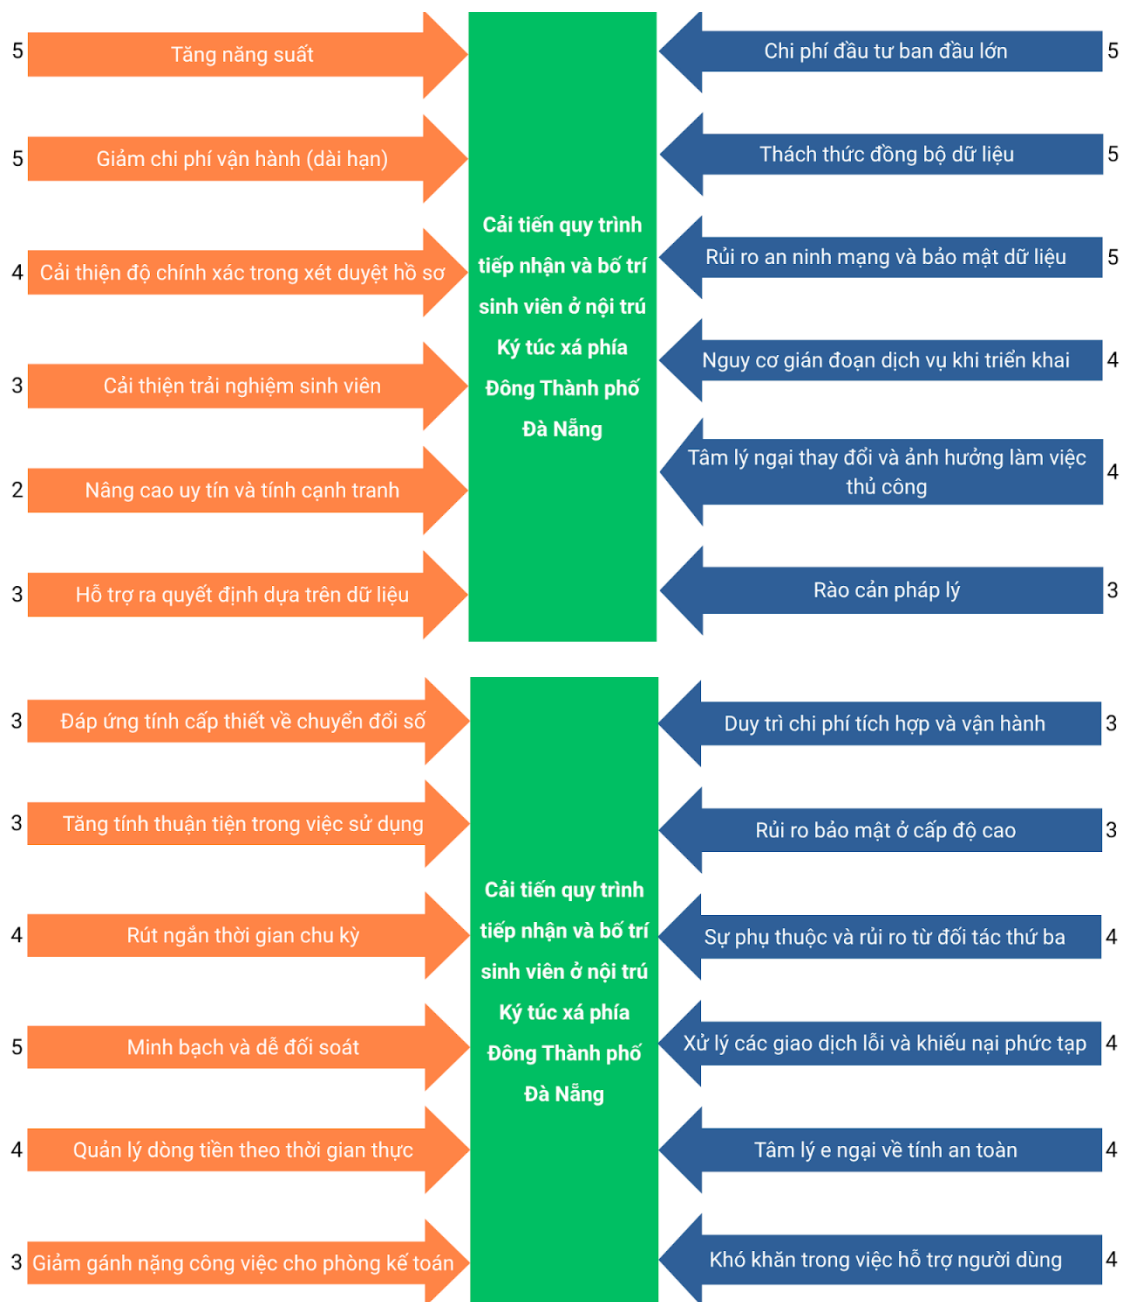 5
Tăng năng suất
5
Giảm chi phí vận hành (dài hạn)
4
Cải thiện độ chính xác trong xét duyệt hồ sơ
3
Cải thiện trải nghiệm sinh viên
2
Nâng cao uy tín và tính cạnh tranh
3
Hỗ trợ ra quyết định dựa trên dữ liệu
Cải tiến quy trình
tiếp nhận và bố trí
sinh viên ở nội trú
Ký túc xá phía
Đông Thành phố
Đà Nẵng
Chi phí đầu tư ban đầu lớn
5
Thách thức đồng bộ dữ liệu
5
Rủi ro an ninh mạng và bảo mật dữ liệu
5
Nguy cơ gián đoạn dịch vụ khi triển khai
4
Tâm lý ngại thay đổi và ảnh hưởng làm việc
thủ công
4
Rào cản pháp lý
3
3
Đáp ứng tính cấp thiết về chuyển đổi số
3
Tăng tính thuận tiện trong việc sử dụng
4
Rút ngắn thời gian chu kỳ
5
Minh bạch và dễ đối soát
4
Quản lý dòng tiền theo thời gian thực
3
Giảm gánh nặng công việc cho phòng kế toán
Cải tiến quy trình
tiếp nhận và bố trí
sinh viên ở nội trú
Ký túc xá phía
Đông Thành phố
Đà Nẵng
Duy trì chi phí tích hợp và vận hành
3
Rủi ro bảo mật ở cấp độ cao
3
Sự phụ thuộc và rủi ro từ đối tác thứ ba
4
Xử lý các giao dịch lỗi và khiếu nại phức tạp
4
Tâm lý e ngại về tính an toàn
4
Khó khăn trong việc hỗ trợ người dùng
4